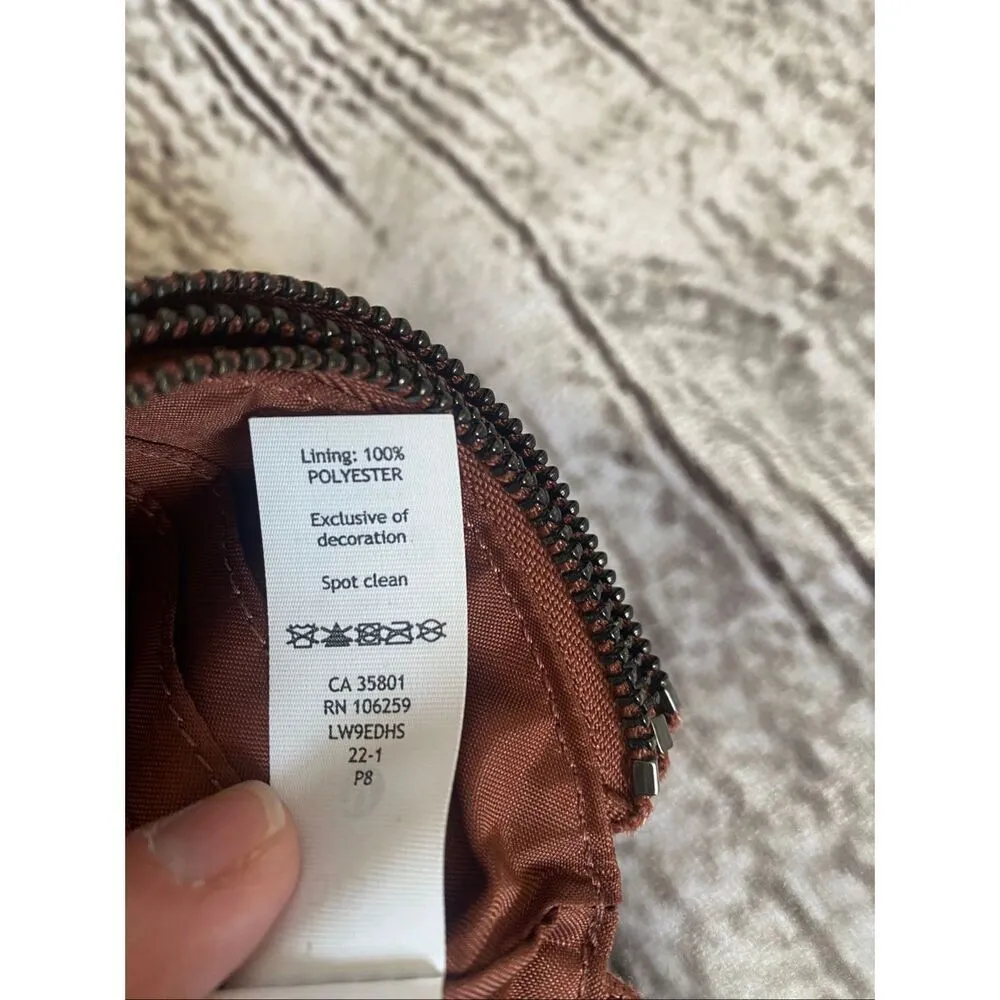 Lining: 100%
POLYESTER
Exclusive of
decoration
Spot clean
CA 35801
RN 106259
LW9EDHS
22-1
P8